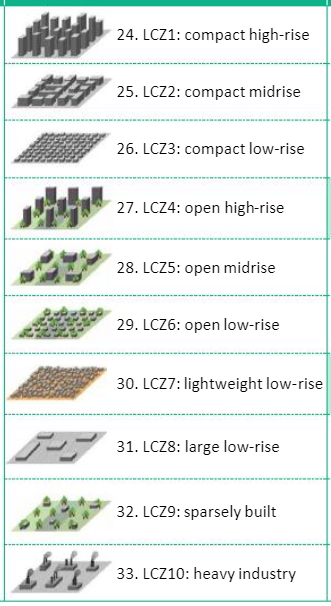 24. LCZ1: compact high-rise
25. LCZ2: compact midrise
26. LCZ3: compact low-rise
27. LCZ4: open high-rise
28. LCZ5: open midrise
29. LCZ6: open low-rise
30. LCZ7: lightweight low-rise
31. LCZ8: large low-rise
32. LCZ9: sparsely built
33. LCZ10: heavy industry